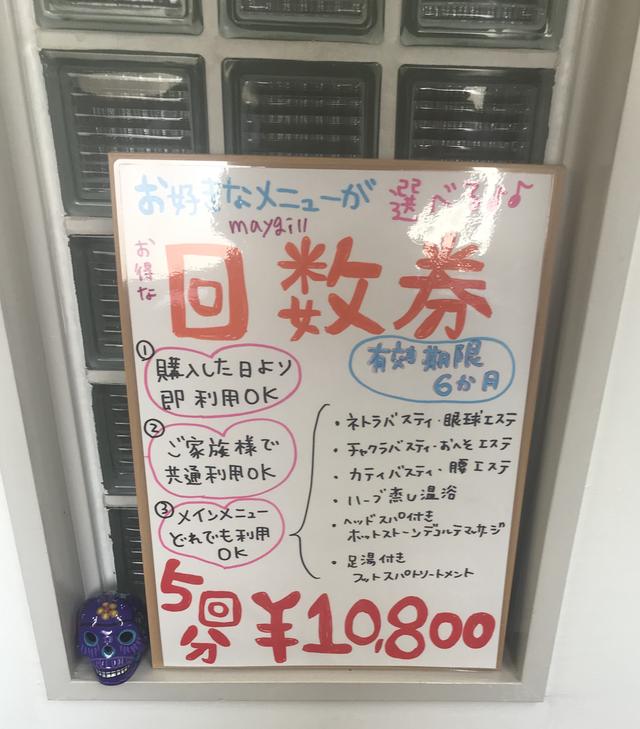 お好きなメニューが選べるよ♪
maygill
お得な
回数券
① 購入した日より
即利用OK
有効期限
6か月
② ご家族様で
共通利用OK
③ メインメニュー
どれでも利用
OK
・ネトラバスティ・眼球エステ
・チャクラバスティ・おへそエステ
・カティバスティ・腰エステ
・ハーブ蒸し温浴
・ヘッドスパ付き
ホットストーンデコルテマッサージ
・足湯付き
フットスパトリートメント
5回分 ¥10,800